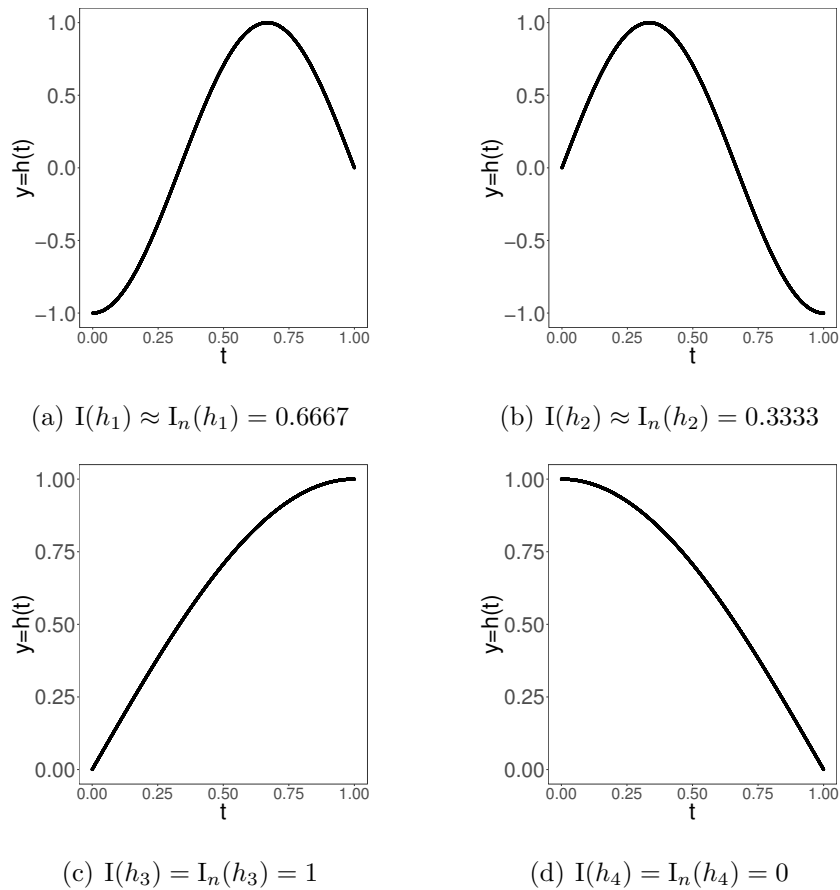 1.0
0.5
0.0
−0.5
−1.0
y=h(t)
0.00 0.25 0.50 0.75 1.00
t
1.0
0.5
0.0
−0.5
−1.0
y=h(t)
0.00 0.25 0.50 0.75 1.00
t
(a) I(h₁) ≈ Iₙ(h₁) = 0.6667
(b) I(h₂) ≈ Iₙ(h₂) = 0.3333
1.00
0.75
0.50
0.25
0.00
y=h(t)
0.00 0.25 0.50 0.75 1.00
t
1.00
0.75
0.50
0.25
0.00
y=h(t)
0.00 0.25 0.50 0.75 1.00
t
(c) I(h₃) = Iₙ(h₃) = 1
(d) I(h₄) = Iₙ(h₄) = 0